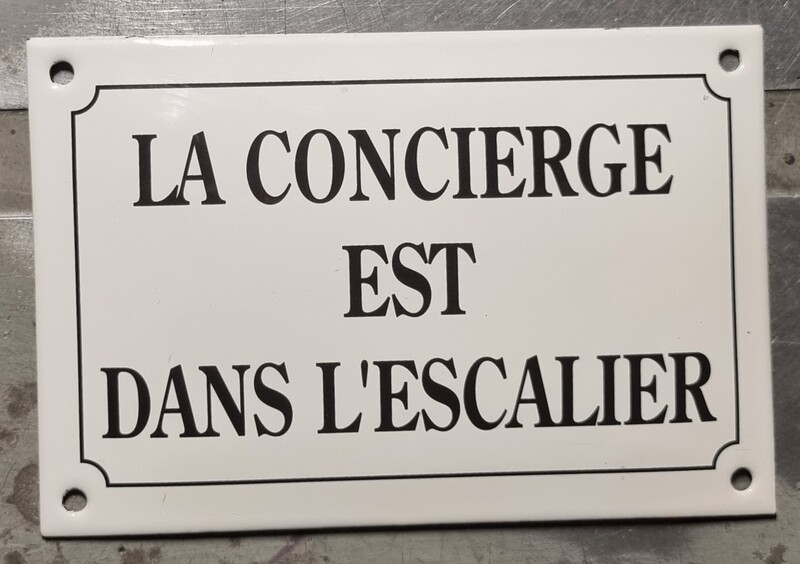 LA CONCIERGE
EST
DANS L'ESCALIER